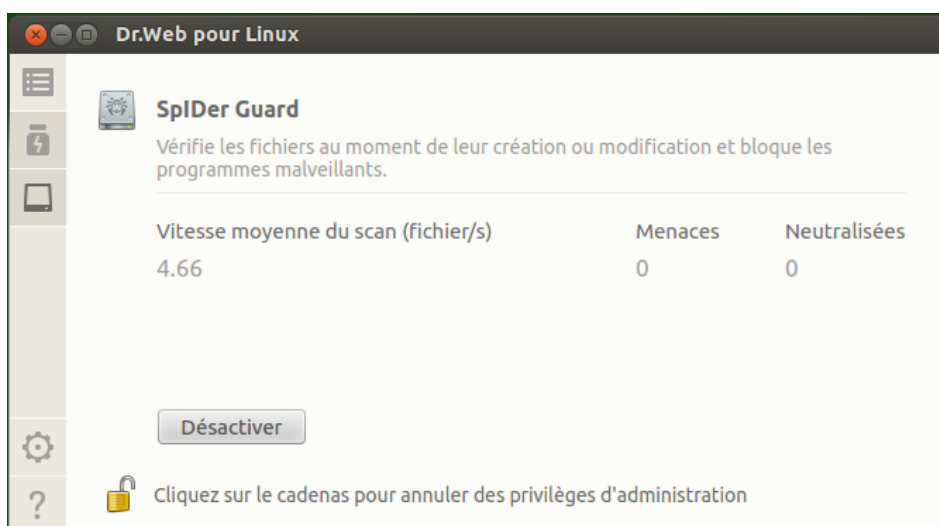 Dr.Web pour Linux
SpIDer Guard
Vérifie les fichiers au moment de leur création ou modification et bloque les
programmes malveillants.
Vitesse moyenne du scan (fichier/s) Menaces Neutralisées
4.66 0 0
Désactiver
Cliquez sur le cadenas pour annuler des privilèges d'administration
?